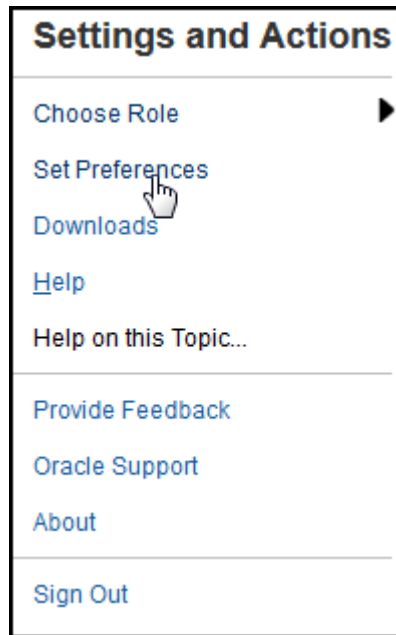 Settings and Actions
Choose Role
Set Preferences
Downloads
Help
Help on this Topic...
Provide Feedback
Oracle Support
About
Sign Out